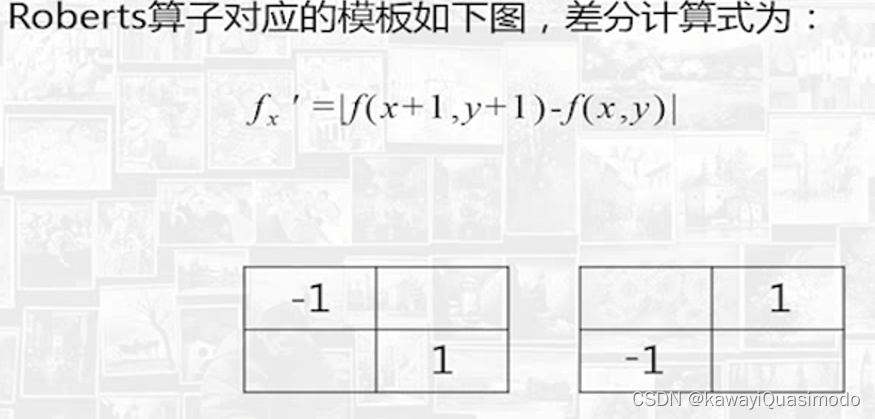 Roberts算子对应的模板如下图，差分计算式为：
fx ′=|f(x+1,y+1)-f(x,y)|
-1 1
1 -1
CSDN @kawayiQuasimodo